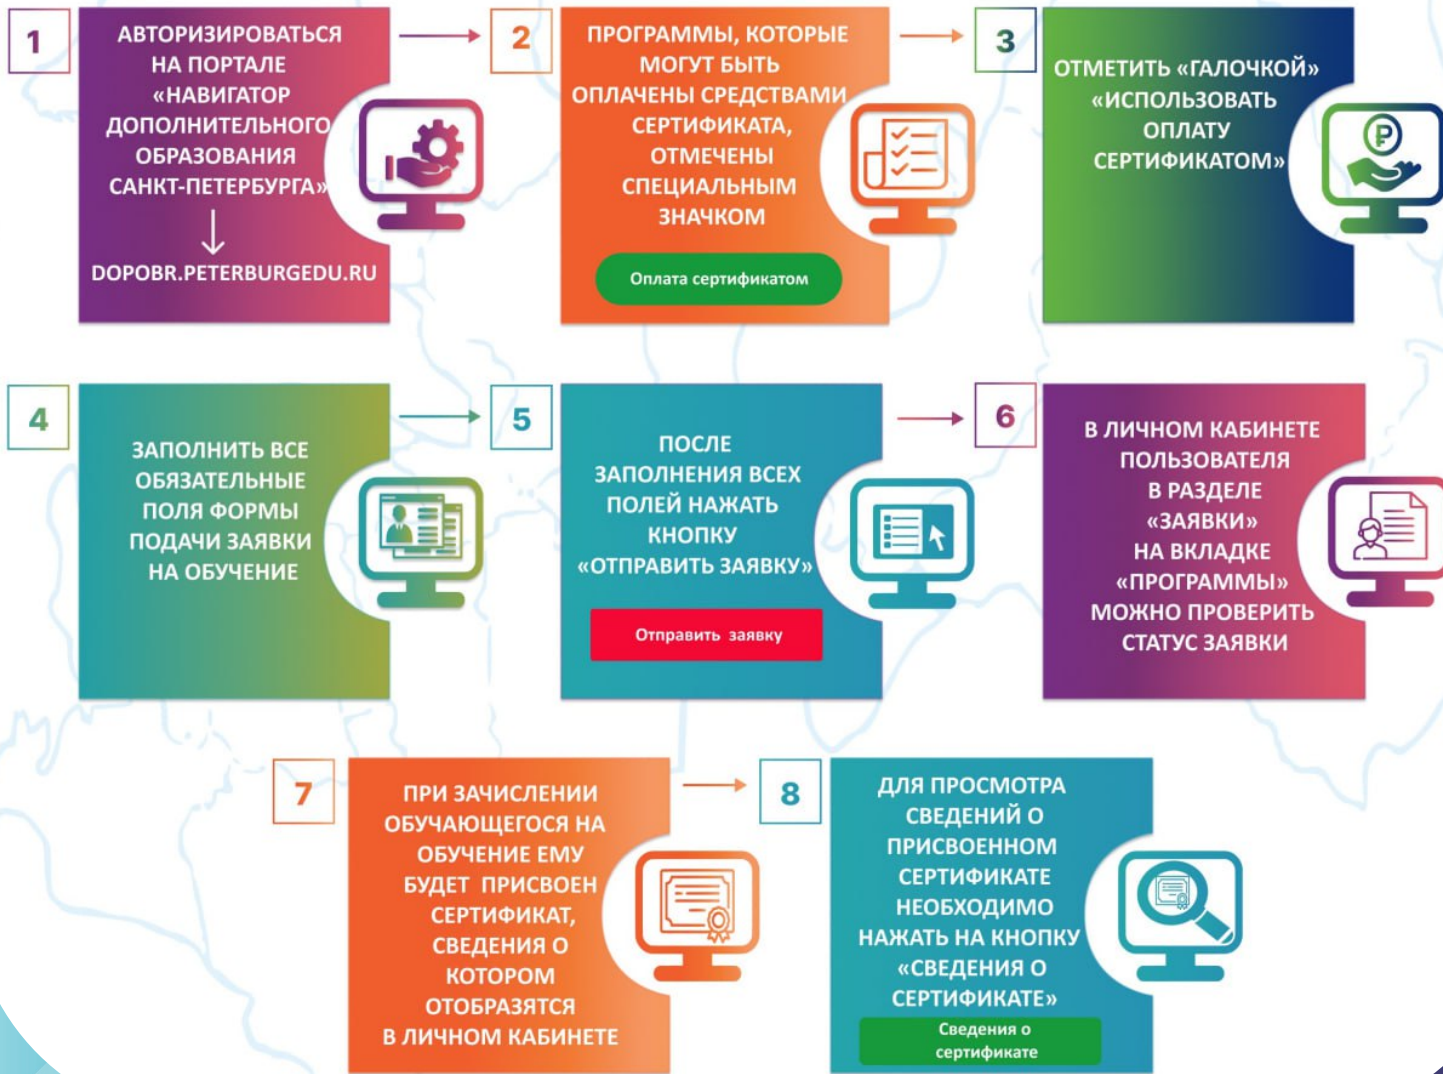 1
АВТОРИЗИРОВАТЬСЯ
НА ПОРТАЛЕ
«НАВИГАТОР
ДОПОЛНИТЕЛЬНОГО
ОБРАЗОВАНИЯ
САНКТ-ПЕТЕРБУРГА»
DOPOBR.PETERBURGEDU.RU
2
ПРОГРАММЫ, КОТОРЫЕ
МОГУТ БЫТЬ
ОПЛАЧЕНЫ СРЕДСТВАМИ
СЕРТИФИКАТА,
ОТМЕЧЕНЫ
СПЕЦИАЛЬНЫМ
ЗНАЧКОМ
Оплата сертификатом
3
ОТМЕТИТЬ «ГАЛОЧКОЙ»
«ИСПОЛЬЗОВАТЬ
ОПЛАТУ
СЕРТИФИКАТОМ»
4
ЗАПОЛНИТЬ ВСЕ
ОБЯЗАТЕЛЬНЫЕ
ПОЛЯ ФОРМЫ
ПОДАЧИ ЗАЯВКИ
НА ОБУЧЕНИЕ
5
ПОСЛЕ
ЗАПОЛНЕНИЯ ВСЕХ
ПОЛЕЙ НАЖАТЬ
КНОПКУ
«ОТПРАВИТЬ ЗАЯВКУ»
Отправить заявку
6
В ЛИЧНОМ КАБИНЕТЕ
ПОЛЬЗОВАТЕЛЯ
В РАЗДЕЛЕ
«ЗАЯВКИ»
НА ВКЛАДКЕ
«ПРОГРАММЫ»
МОЖНО ПРОВЕРИТЬ
СТАТУС ЗАЯВКИ
7
ПРИ ЗАЧИСЛЕНИИ
ОБУЧАЮЩЕГОСЯ НА
ОБУЧЕНИЕ ЕМУ
БУДЕТ ПРИСВОЕН
СЕРТИФИКАТ,
СВЕДЕНИЯ О
КОТОРОМ
ОТОБРАЗЯТСЯ
В ЛИЧНОМ КАБИНЕТЕ
8
ДЛЯ ПРОСМОТРА
СВЕДЕНИЙ О
ПРИСВОЕННОМ
СЕРТИФИКАТЕ
НЕОБХОДИМО
НАЖАТЬ НА КНОПКУ
«СВЕДЕНИЯ О
СЕРТИФИКАТЕ»
Сведения о
сертификате